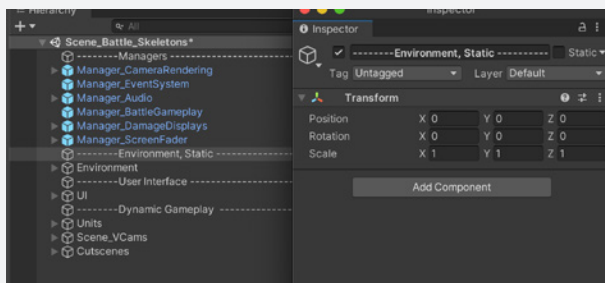 Hierarchy
Inspector
+ All
Scene_Battle_Skeletons*
--------Managers--------------------
Manager_CameraRendering
Manager_EventSystem
Manager_Audio
Manager_BattleGameplay
Manager_DamageDisplays
Manager_ScreenFader
--------Environment, Static ------------
Environment
--------User Interface ----------------
UI
--------Dynamic Gameplay -------------
Units
Scene_VCams
Cutscenes
Inspector
--------Environment, Static ----------
Static
Tag Untagged Layer Default
Transform
Position X 0 Y 0 Z 0
Rotation X 0 Y 0 Z 0
Scale X 1 Y 1 Z 1
Add Component